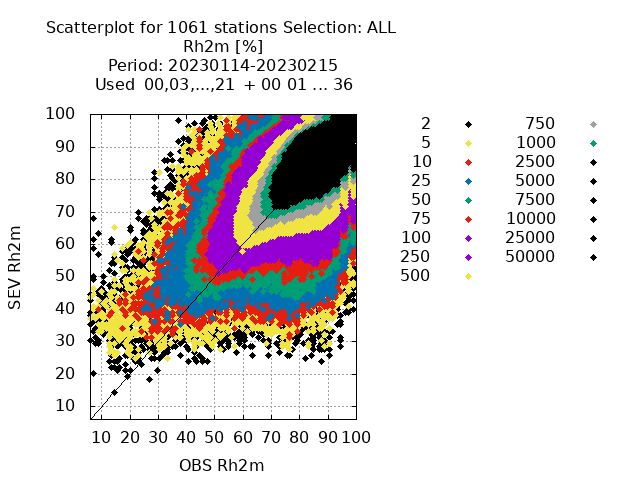 Scatterplot for 1061 stations Selection: ALL
Rh2m [%]
Period: 20230114-20230215
Used 00,03,...,21 + 00 01 ... 36
100
90
80
70
60
50
40
30
20
10
SEV Rh2m
10 20 30 40 50 60 70 80 90 100
OBS Rh2m
2 750
5 1000
10 2500
25 5000
50 7500
75 10000
100 25000
250 50000
500